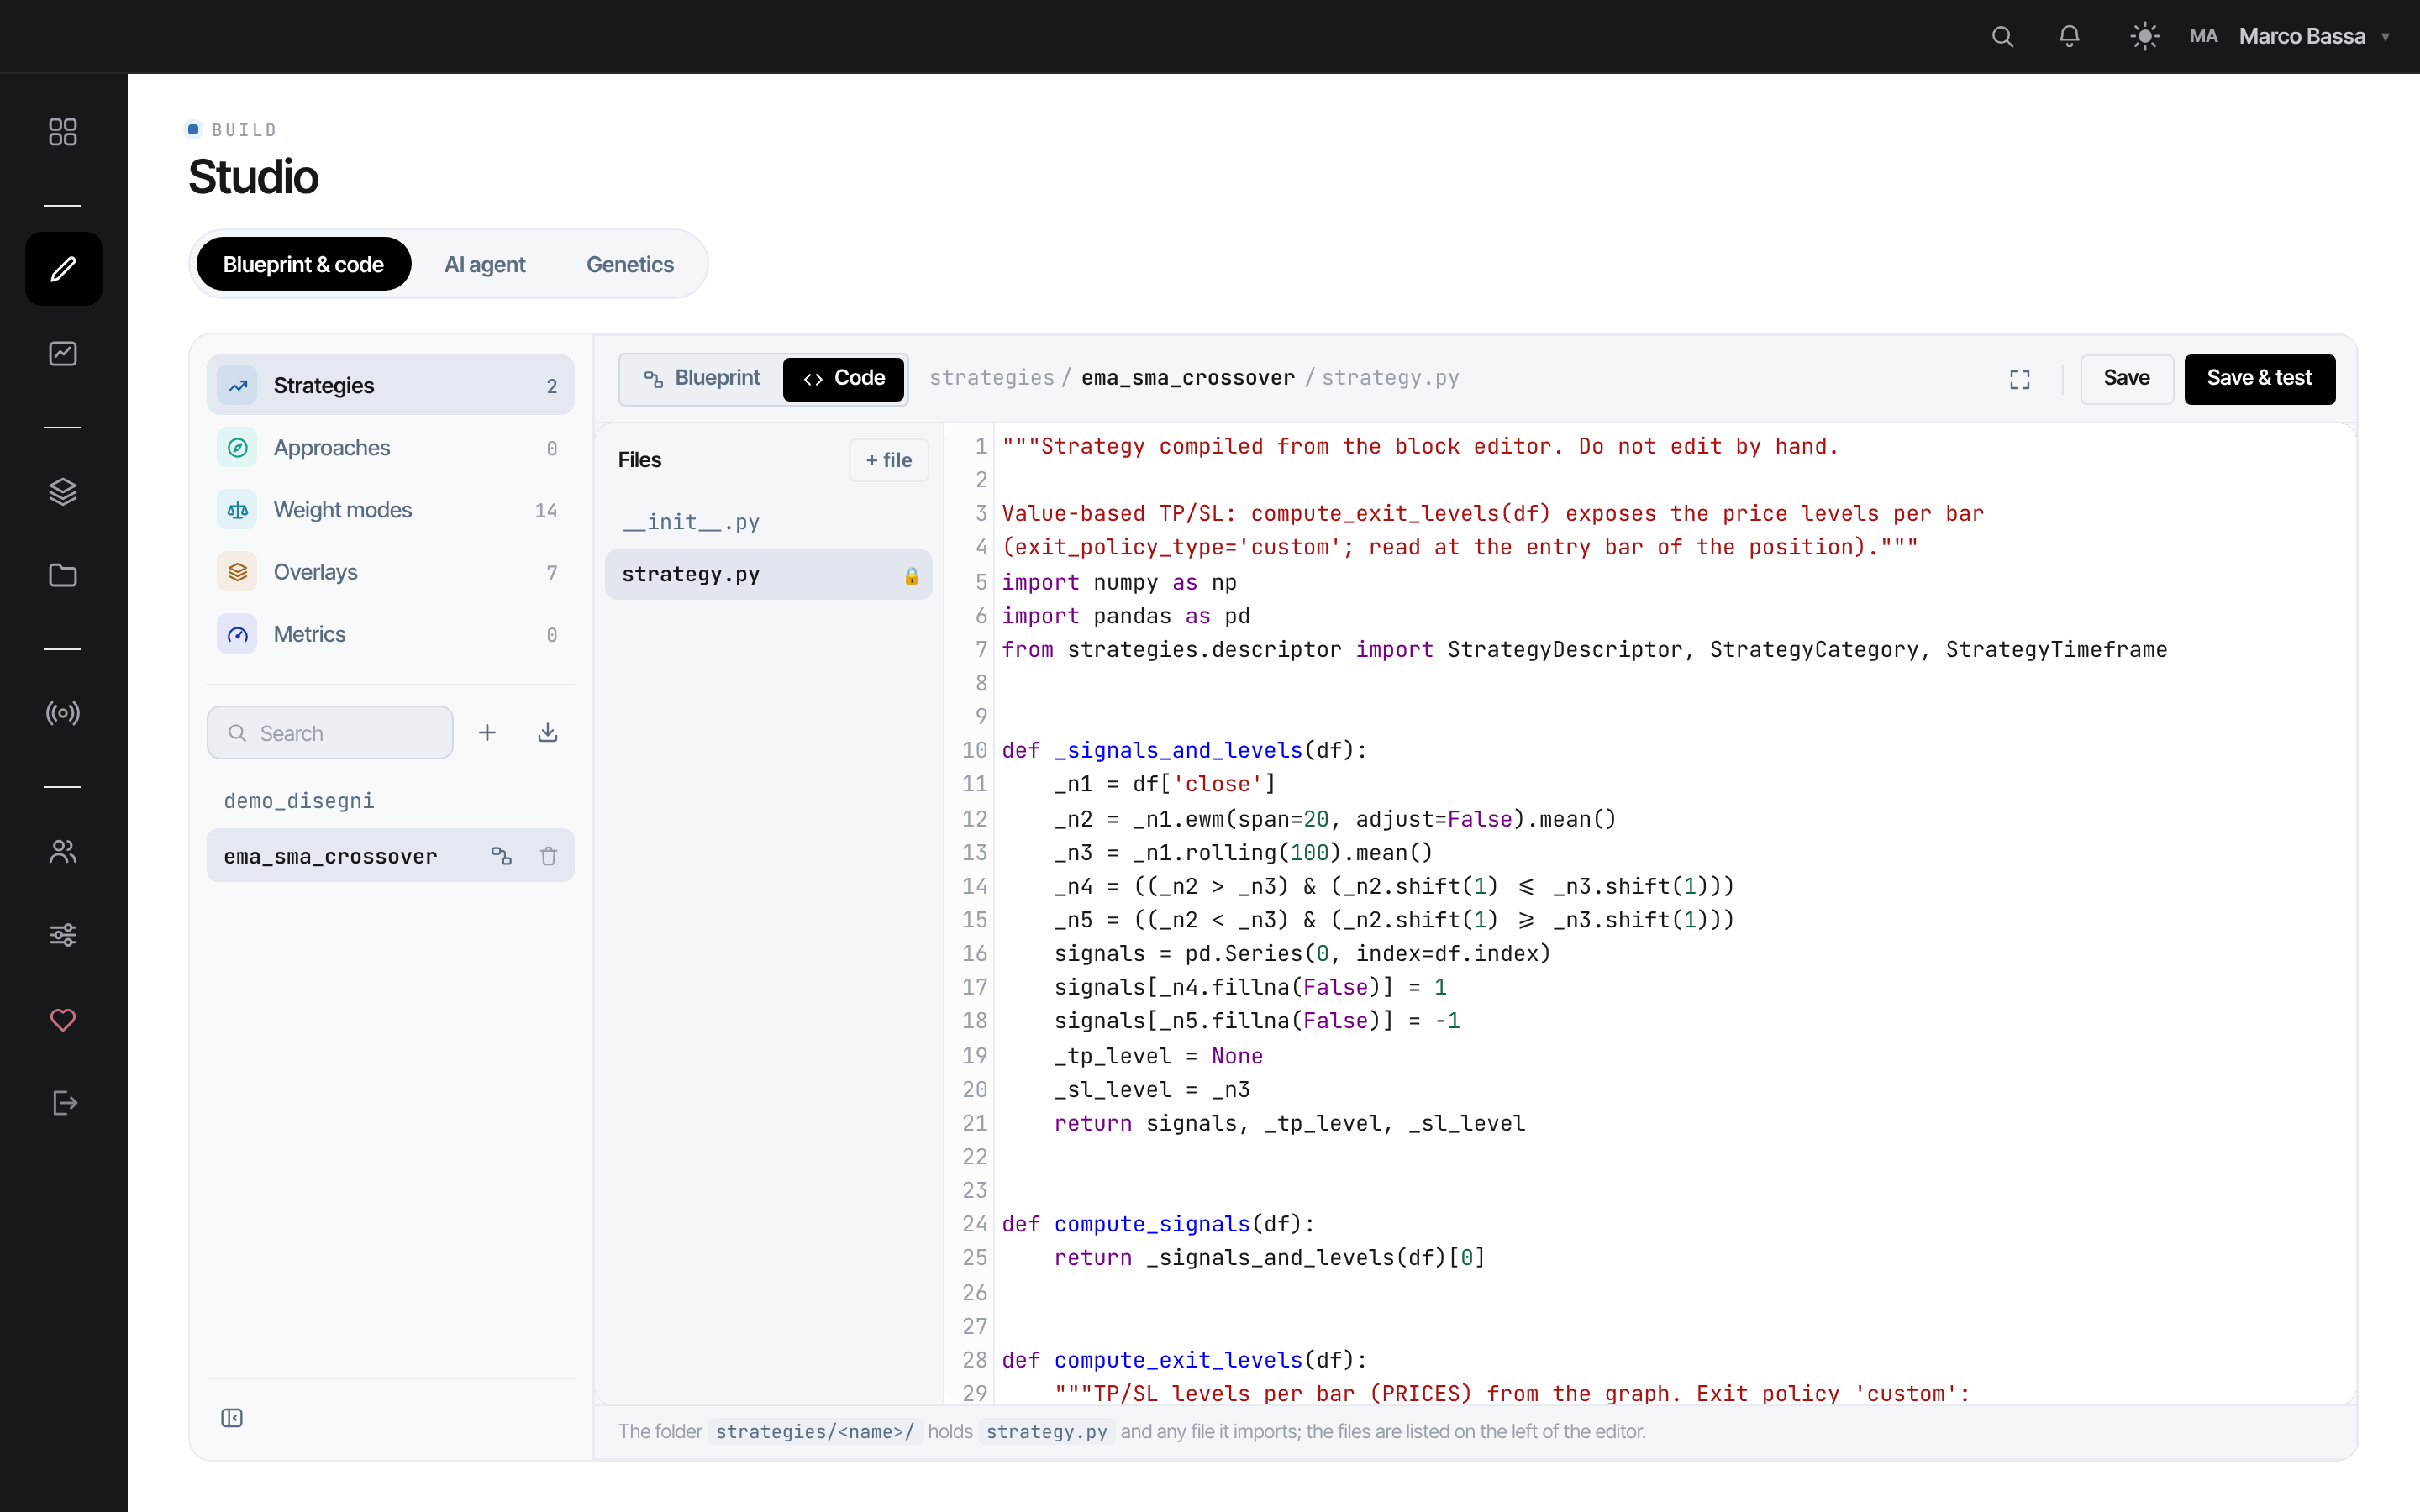 MA Marco Bassa
BUILD
Studio
Blueprint & code
AI agent
Genetics
Strategies 2
Approaches 0
Weight modes 14
Overlays 7
Metrics 0
Search
demo_disegni
ema_sma_crossover
Blueprint
Code
strategies / ema_sma_crossover / strategy.py
Save
Save & test
Files
+ file
__init__.py
strategy.py
1 """Strategy compiled from the block editor. Do not edit by hand.
2
3 Value-based TP/SL: compute_exit_levels(df) exposes the price levels per bar
4 (exit_policy_type='custom'; read at the entry bar of the position)."""
5 import numpy as np
6 import pandas as pd
7 from strategies.descriptor import StrategyDescriptor, StrategyCategory, StrategyTimeframe
8
9
10 def _signals_and_levels(df):
11     _n1 = df['close']
12     _n2 = _n1.ewm(span=20, adjust=False).mean()
13     _n3 = _n1.rolling(100).mean()
14     _n4 = ((_n2 > _n3) & (_n2.shift(1) <= _n3.shift(1)))
15     _n5 = ((_n2 < _n3) & (_n2.shift(1) >= _n3.shift(1)))
16     signals = pd.Series(0, index=df.index)
17     signals[_n4.fillna(False)] = 1
18     signals[_n5.fillna(False)] = -1
19     _tp_level = None
20     _sl_level = _n3
21     return signals, _tp_level, _sl_level
22
23
24 def compute_signals(df):
25     return _signals_and_levels(df)[0]
26
27
28 def compute_exit_levels(df):
29     """TP/SL levels per bar (PRICES) from the graph. Exit policy 'custom':
The folder strategies/<name>/ holds strategy.py and any file it imports; the files are listed on the left of the editor.